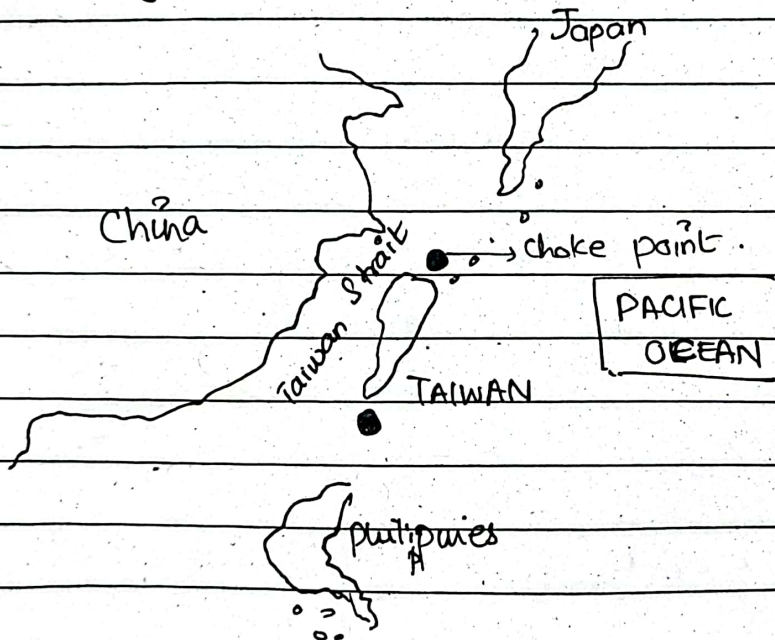 Japan
China
Taiwan Strait
choke point.
PACIFIC
OCEAN
TAIWAN
philippines